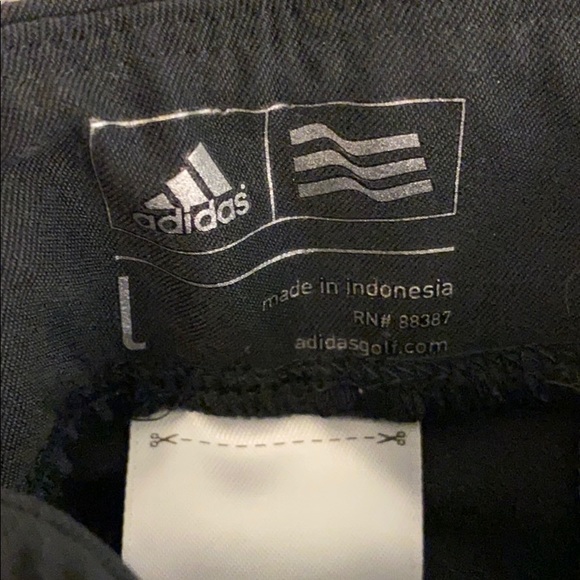 adidas
L
made in indonesia
RN# 88387
adidasgolf.com